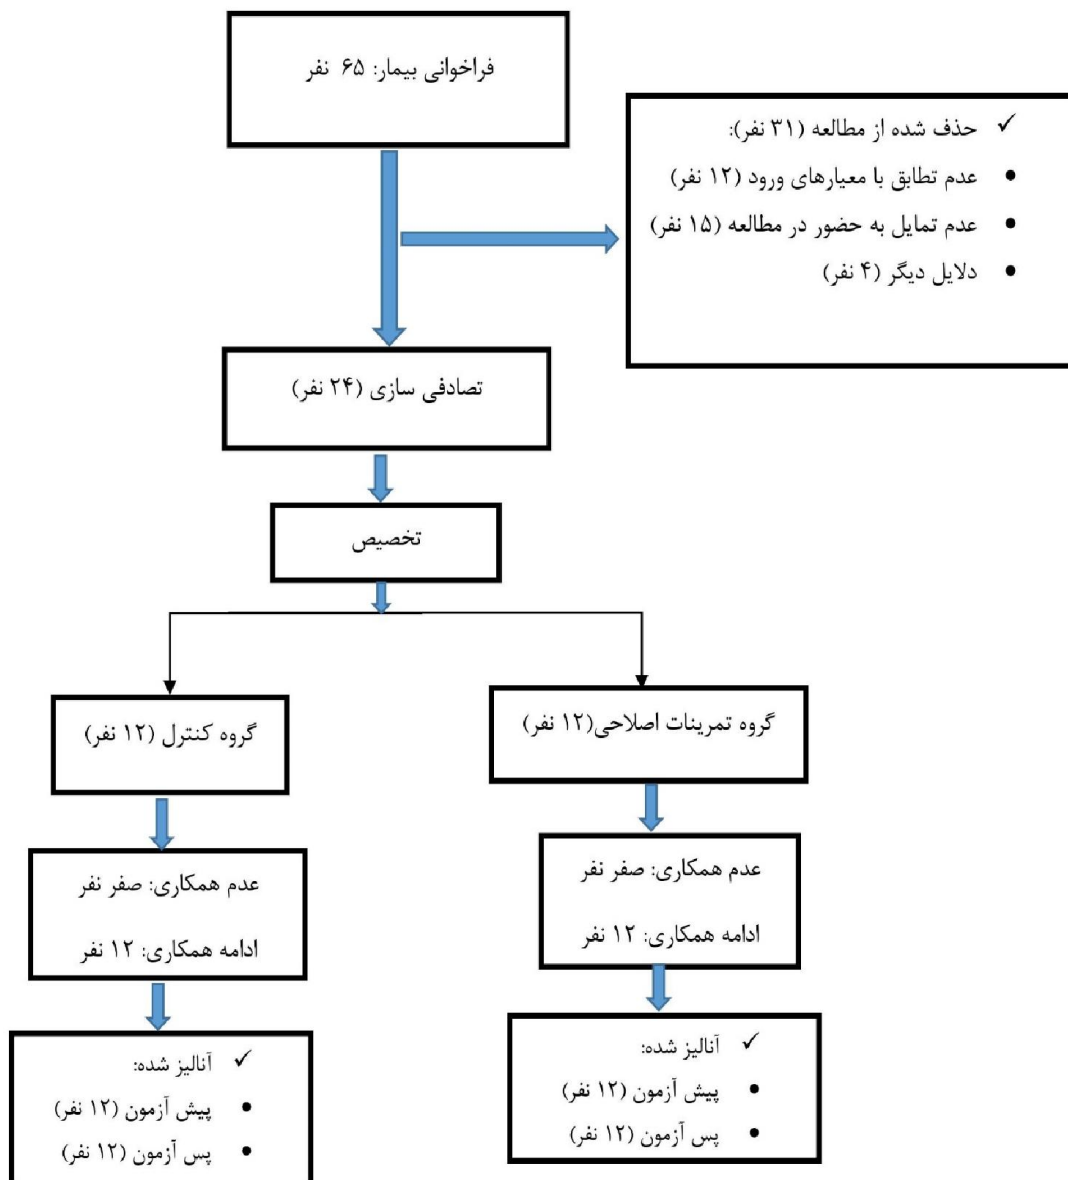 فراخوانی بیمار: ۶۵ نفر
✓ حذف شده از مطالعه (۳۱ نفر):
• عدم تطابق با معیارهای ورود (۱۲ نفر)
• عدم تمایل به حضور در مطالعه (۱۵ نفر)
• دلایل دیگر (۴ نفر)
تصادفی سازی (۲۴ نفر)
تخصیص
گروه تمرینات اصلاحی(۱۲ نفر)
گروه کنترل (۱۲ نفر)
عدم همکاری: صفر نفر
ادامه همکاری: ۱۲ نفر
عدم همکاری: صفر نفر
ادامه همکاری: ۱۲ نفر
✓ آنالیز شده:
• پیش آزمون (۱۲ نفر)
• پس آزمون (۱۲ نفر)
✓ آنالیز شده:
• پیش آزمون (۱۲ نفر)
• پس آزمون (۱۲ نفر)